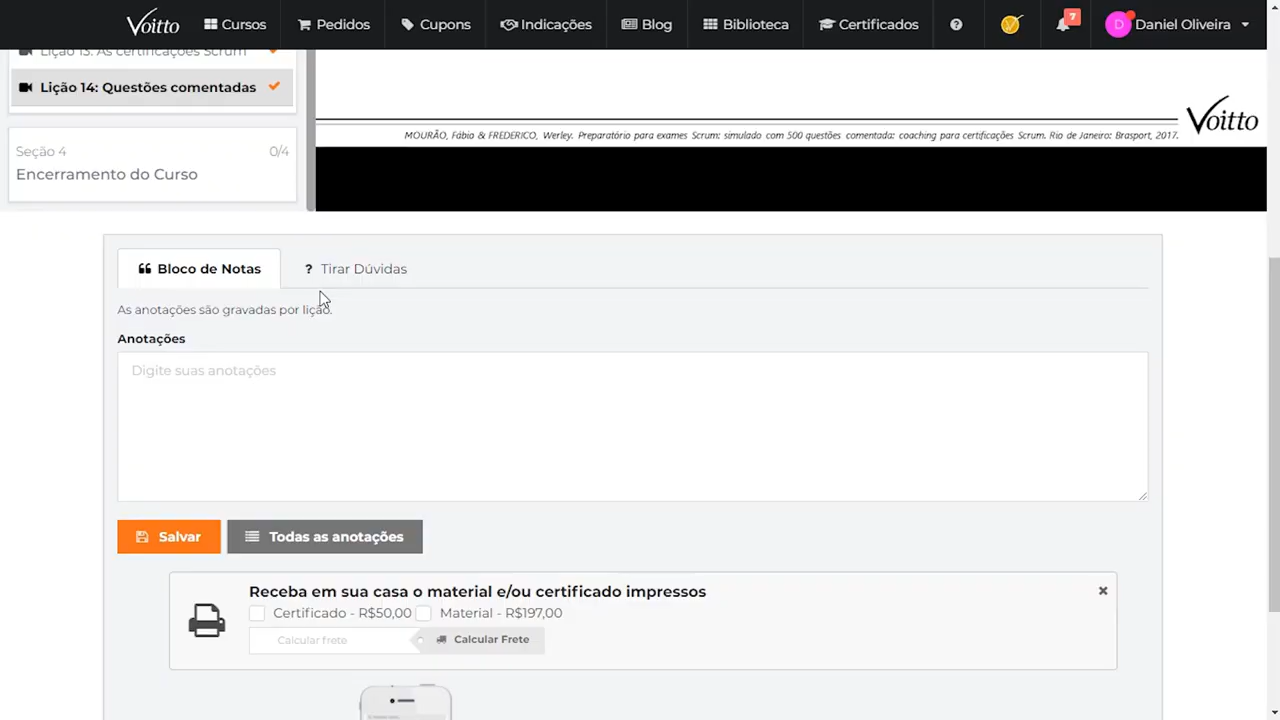 Voitto
Cursos
Pedidos
Cupons
Indicações
Blog
Biblioteca
Certificados
7
D
Daniel Oliveira
Lição 13: As certificações Scrum
Lição 14: Questões comentadas
Seção 4
0/4
Encerramento do Curso
Voitto
MOURÃO, Fábio & FREDERICO, Werley. Preparatório para exames Scrum: simulado com 500 questões comentada: coaching para certificações Scrum. Rio de Janeiro: Brasport, 2017.
Bloco de Notas
? Tirar Dúvidas
As anotações são gravadas por lição.
Anotações
Digite suas anotações
Salvar
Todas as anotações
Receba em sua casa o material e/ou certificado impressos
Certificado - R$50,00
Material - R$197,00
Calcular frete
Calcular Frete